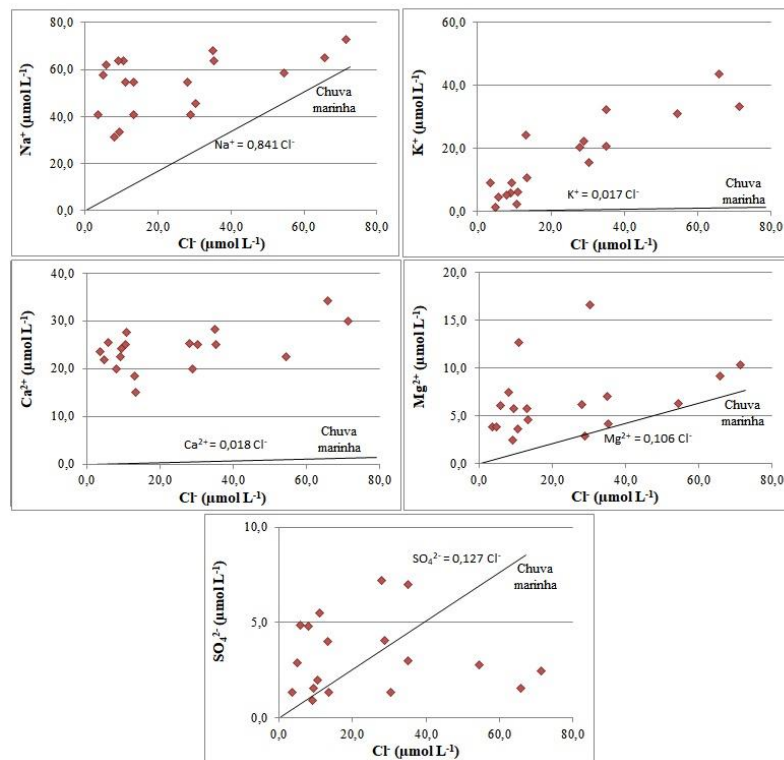 80,0
60,0
40,0
20,0
0,0
Na⁺ (µmol L⁻¹)
Na⁺ = 0,841 Cl⁻
Chuva
marinha
0,0 20,0 40,0 60,0 80,0
Cl⁻ (µmol L⁻¹)
60,0
40,0
20,0
0,0
K⁺ (µmol L⁻¹)
K⁺ = 0,017 Cl⁻
Chuva
marinha
0,0 20,0 40,0 60,0 80,0
Cl⁻ (µmol L⁻¹)
40,0
30,0
20,0
10,0
0,0
Ca²⁺ (µmol L⁻¹)
Ca²⁺ = 0,018 Cl⁻
Chuva
marinha
0,0 20,0 40,0 60,0 80,0
Cl⁻ (µmol L⁻¹)
20,0
15,0
10,0
5,0
0,0
Mg²⁺ (µmol L⁻¹)
Mg²⁺ = 0,106 Cl⁻
Chuva
marinha
0,0 20,0 40,0 60,0 80,0
Cl⁻ (µmol L⁻¹)
10,0
5,0
0,0
SO₄²⁻ (µmol L⁻¹)
SO₄²⁻ = 0,127 Cl⁻
Chuva
marinha
0,0 20,0 40,0 60,0 80,0
Cl⁻ (µmol L⁻¹)